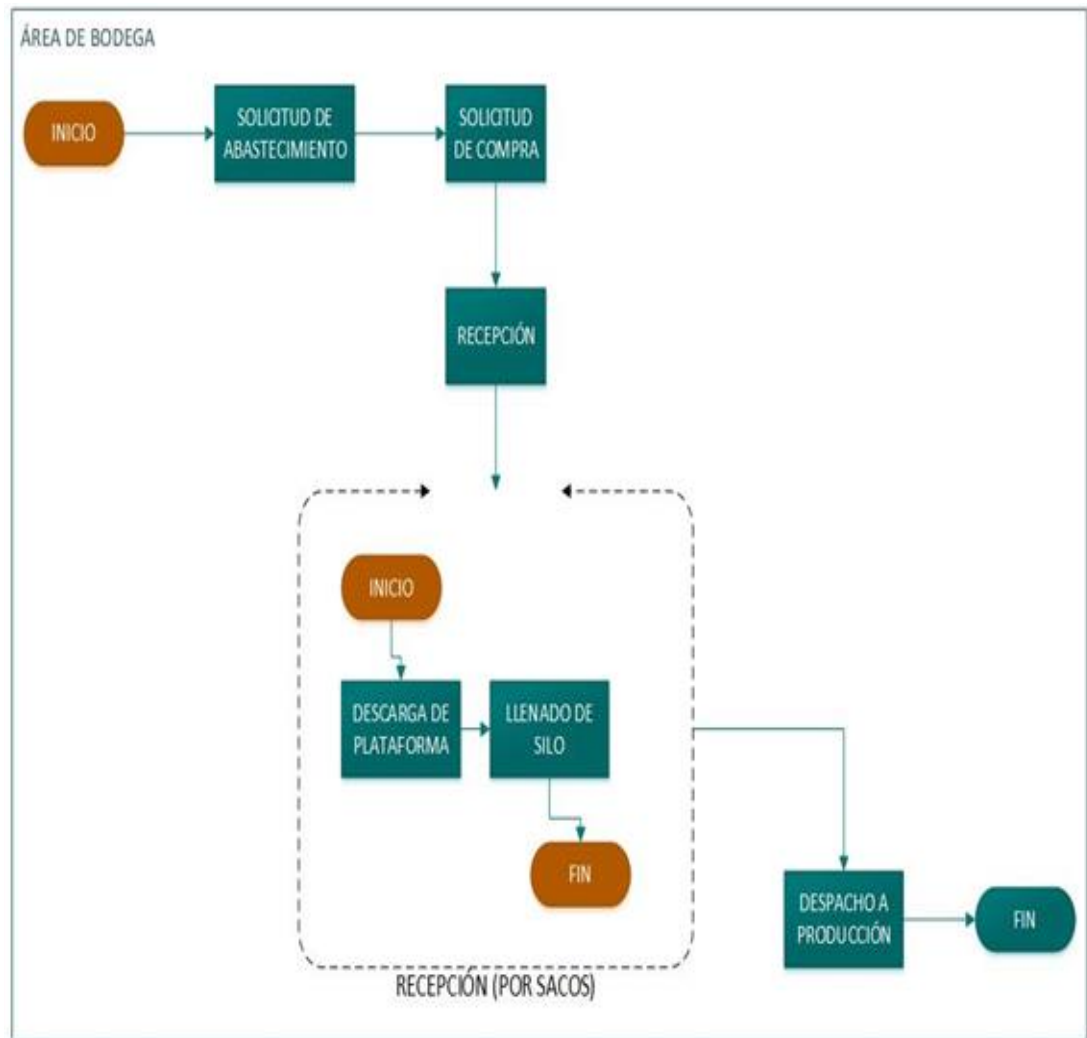 ÁREA DE BODEGA
INICIO
SOLICITUD DE
ABASTECIMIENTO
SOLICITUD
DE COMPRA
RECEPCIÓN
INICIO
DESCARGA DE
PLATAFORMA
LLENADO DE
SILO
FIN
RECEPCIÓN (POR SACOS)
DESPACHO A
PRODUCCIÓN
FIN